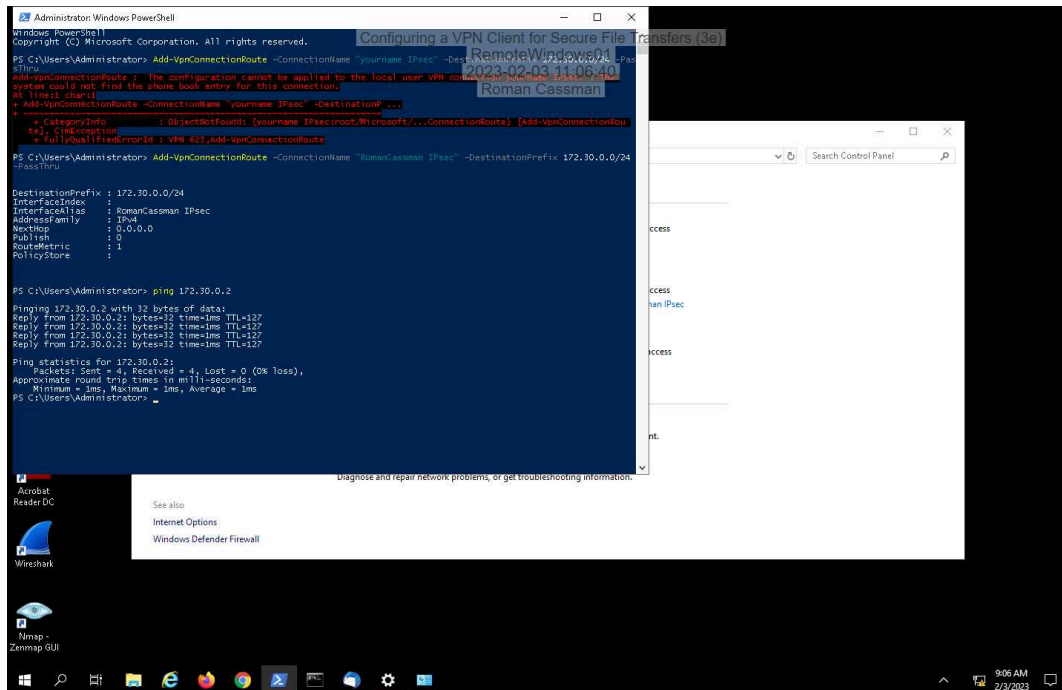 Administrator: Windows PowerShell
Windows PowerShell
Copyright (C) Microsoft Corporation. All rights reserved.
Configuring a VPN Client for Secure File Transfers (3e)
RemoteWindows01
2023-02-03 11:06:40
Roman Cassman
PS C:\Users\Administrator> Add-VpnConnectionRoute -ConnectionName "yourname IPsec" -DestinationPrefix 172.30.0.0/24 -Pas
sThru
Add-VpnConnectionRoute : The configuration cannot be applied to the local user VPN connection yourname IPsec. The
system could not find the phone book entry for this connection.
At line:1 char:1
+ Add-VpnConnectionRoute -ConnectionName "yourname IPsec" -DestinationP ...
+ CategoryInfo : ObjectNotFound: (yourname IPsec:root/Microsoft/...ConnectionRoute) [Add-VpnConnectionRou
te], CimException
+ FullyQualifiedErrorId : VPN 623,Add-VpnConnectionRoute
PS C:\Users\Administrator> Add-VpnConnectionRoute -ConnectionName "RomanCassman IPsec" -DestinationPrefix 172.30.0.0/24
-PassThru
DestinationPrefix : 172.30.0.0/24
InterfaceIndex :
InterfaceAlias : RomanCassman IPsec
AddressFamily : IPv4
NextHop : 0.0.0.0
Publish : 0
RouteMetric : 1
PolicyStore :
PS C:\Users\Administrator> ping 172.30.0.2
Pinging 172.30.0.2 with 32 bytes of data:
Reply from 172.30.0.2: bytes=32 time=1ms TTL=127
Reply from 172.30.0.2: bytes=32 time=1ms TTL=127
Reply from 172.30.0.2: bytes=32 time=1ms TTL=127
Reply from 172.30.0.2: bytes=32 time=1ms TTL=127
Ping statistics for 172.30.0.2:
Packets: Sent = 4, Received = 4, Lost = 0 (0% loss),
Approximate round trip times in milli-seconds:
Minimum = 1ms, Maximum = 1ms, Average = 1ms
PS C:\Users\Administrator>
Search Control Panel
ccess
ccess
nan IPsec
ccess
nt.
Diagnose and repair network problems, or get troubleshooting information.
See also
Internet Options
Windows Defender Firewall
Acrobat
Reader DC
Wireshark
Nmap -
Zenmap GUI
9:06 AM
2/3/2023